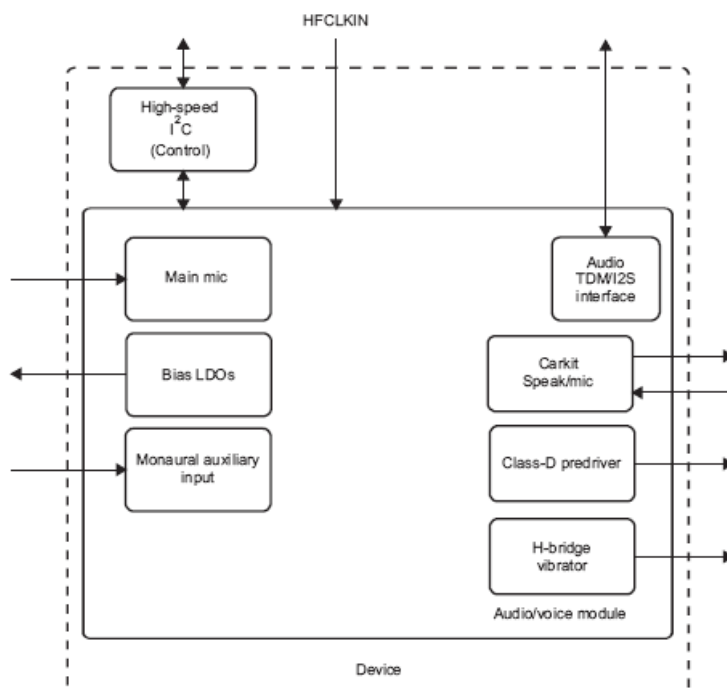 HFCLKIN
High-speed
I²C
(Control)
Main mic
Audio
TDM/I2S
interface
Bias LDOs
Carkit
Speak/mic
Monaural auxiliary
input
Class-D predriver
H-bridge
vibrator
Audio/voice module
Device